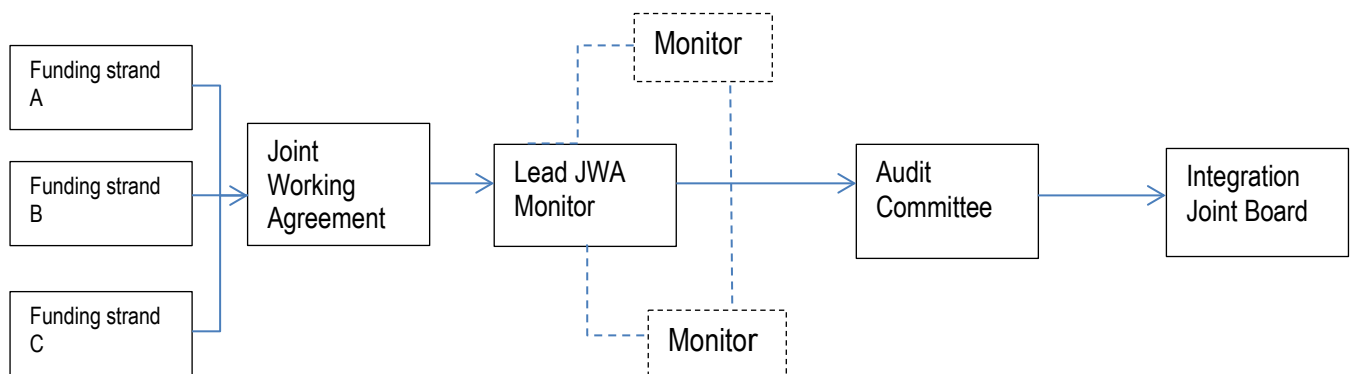 Funding strand
A
Funding strand
B
Funding strand
C
Joint
Working
Agreement
Lead JWA
Monitor
Monitor
Monitor
Audit
Committee
Integration
Joint Board